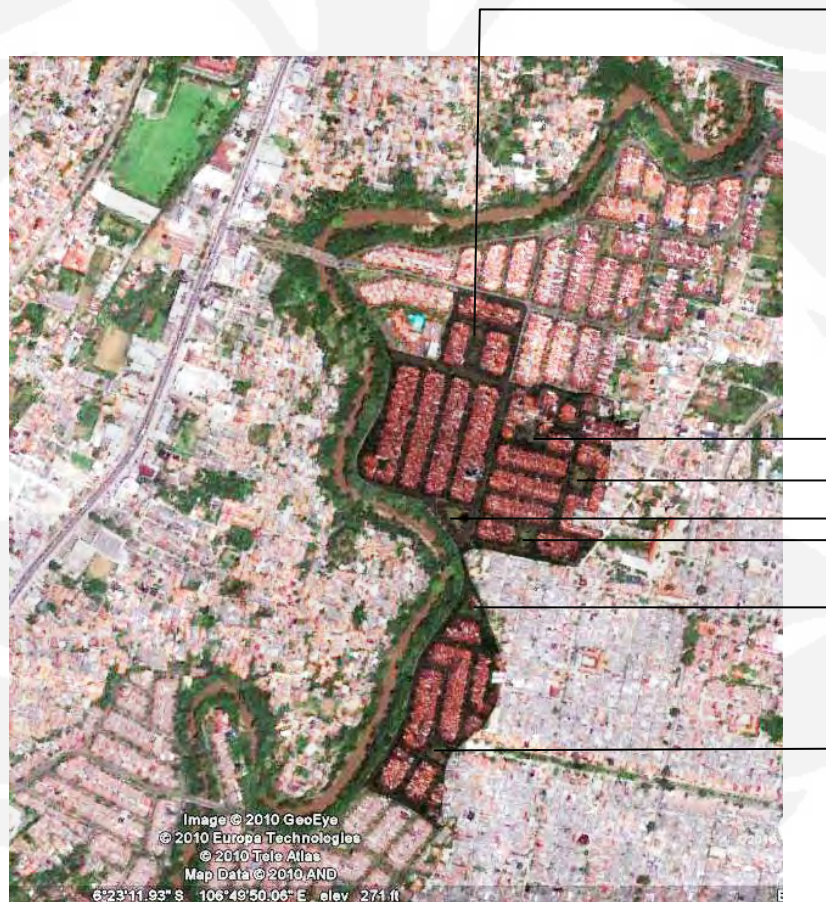 Image © 2010 GeoEye
© 2010 Europa Technologies
© 2010 Tele Atlas
Map Data © 2010 AND
6°23'11.93" S 106°49'50.06" E elev 271 ft